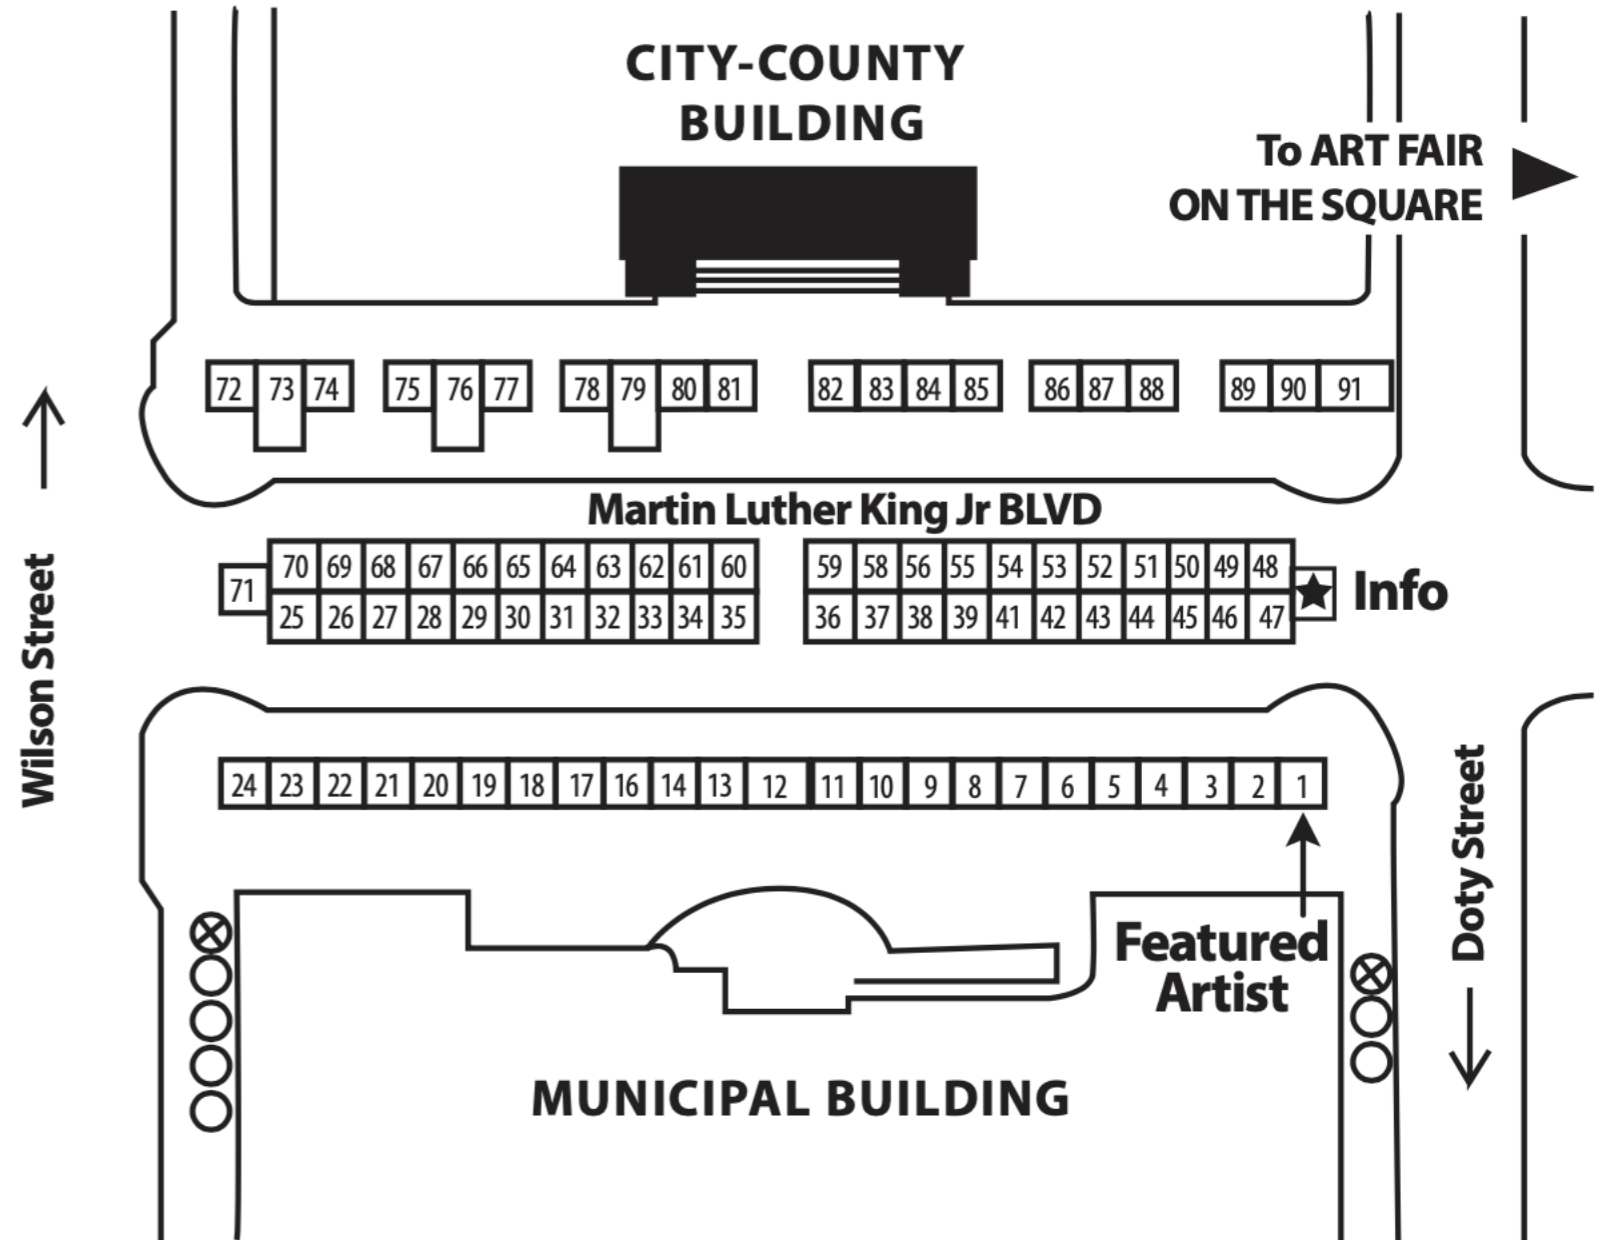 CITY-COUNTY
BUILDING
To ART FAIR
ON THE SQUARE
72 73 74 75 76 77 78 79 80 81 82 83 84 85 86 87 88 89 90 91
Martin Luther King Jr BLVD
70 69 68 67 66 65 64 63 62 61 60 59 58 56 55 54 53 52 51 50 49 48
71
Info
25 26 27 28 29 30 31 32 33 34 35 36 37 38 39 41 42 43 44 45 46 47
Wilson Street
24 23 22 21 20 19 18 17 16 14 13 12 11 10 9 8 7 6 5 4 3 2 1
Doty Street
Featured
Artist
MUNICIPAL BUILDING